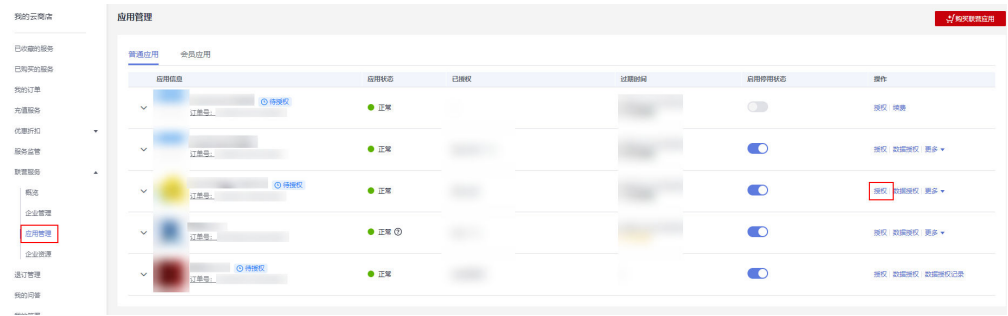 我的云商店
已收藏的服务
已购买的服务
我的订单
充值服务
优惠折扣
服务监管
联营服务
概览
企业管理
应用管理
企业资源
退订管理
我的问答
应用管理
购买联营应用
普通应用 会员应用
应用信息 应用状态 已授权 过期时间 启用停用状态 操作
待授权
订单号： 正常 授权 续费
订单号： 正常 授权 数据授权 更多
待授权
订单号： 正常 授权 数据授权 更多
订单号： 正常 授权 数据授权 更多
待授权
订单号： 正常 授权 数据授权 数据授权记录